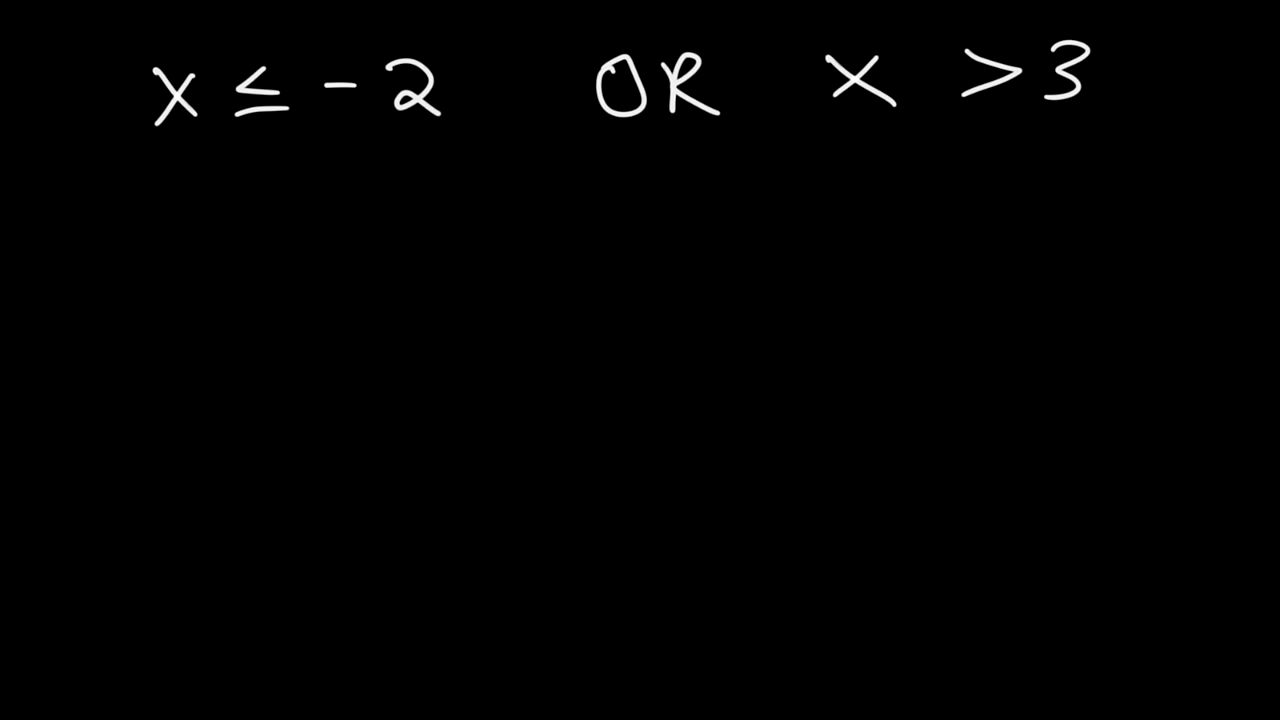 x ≤ - 2 OR x > 3